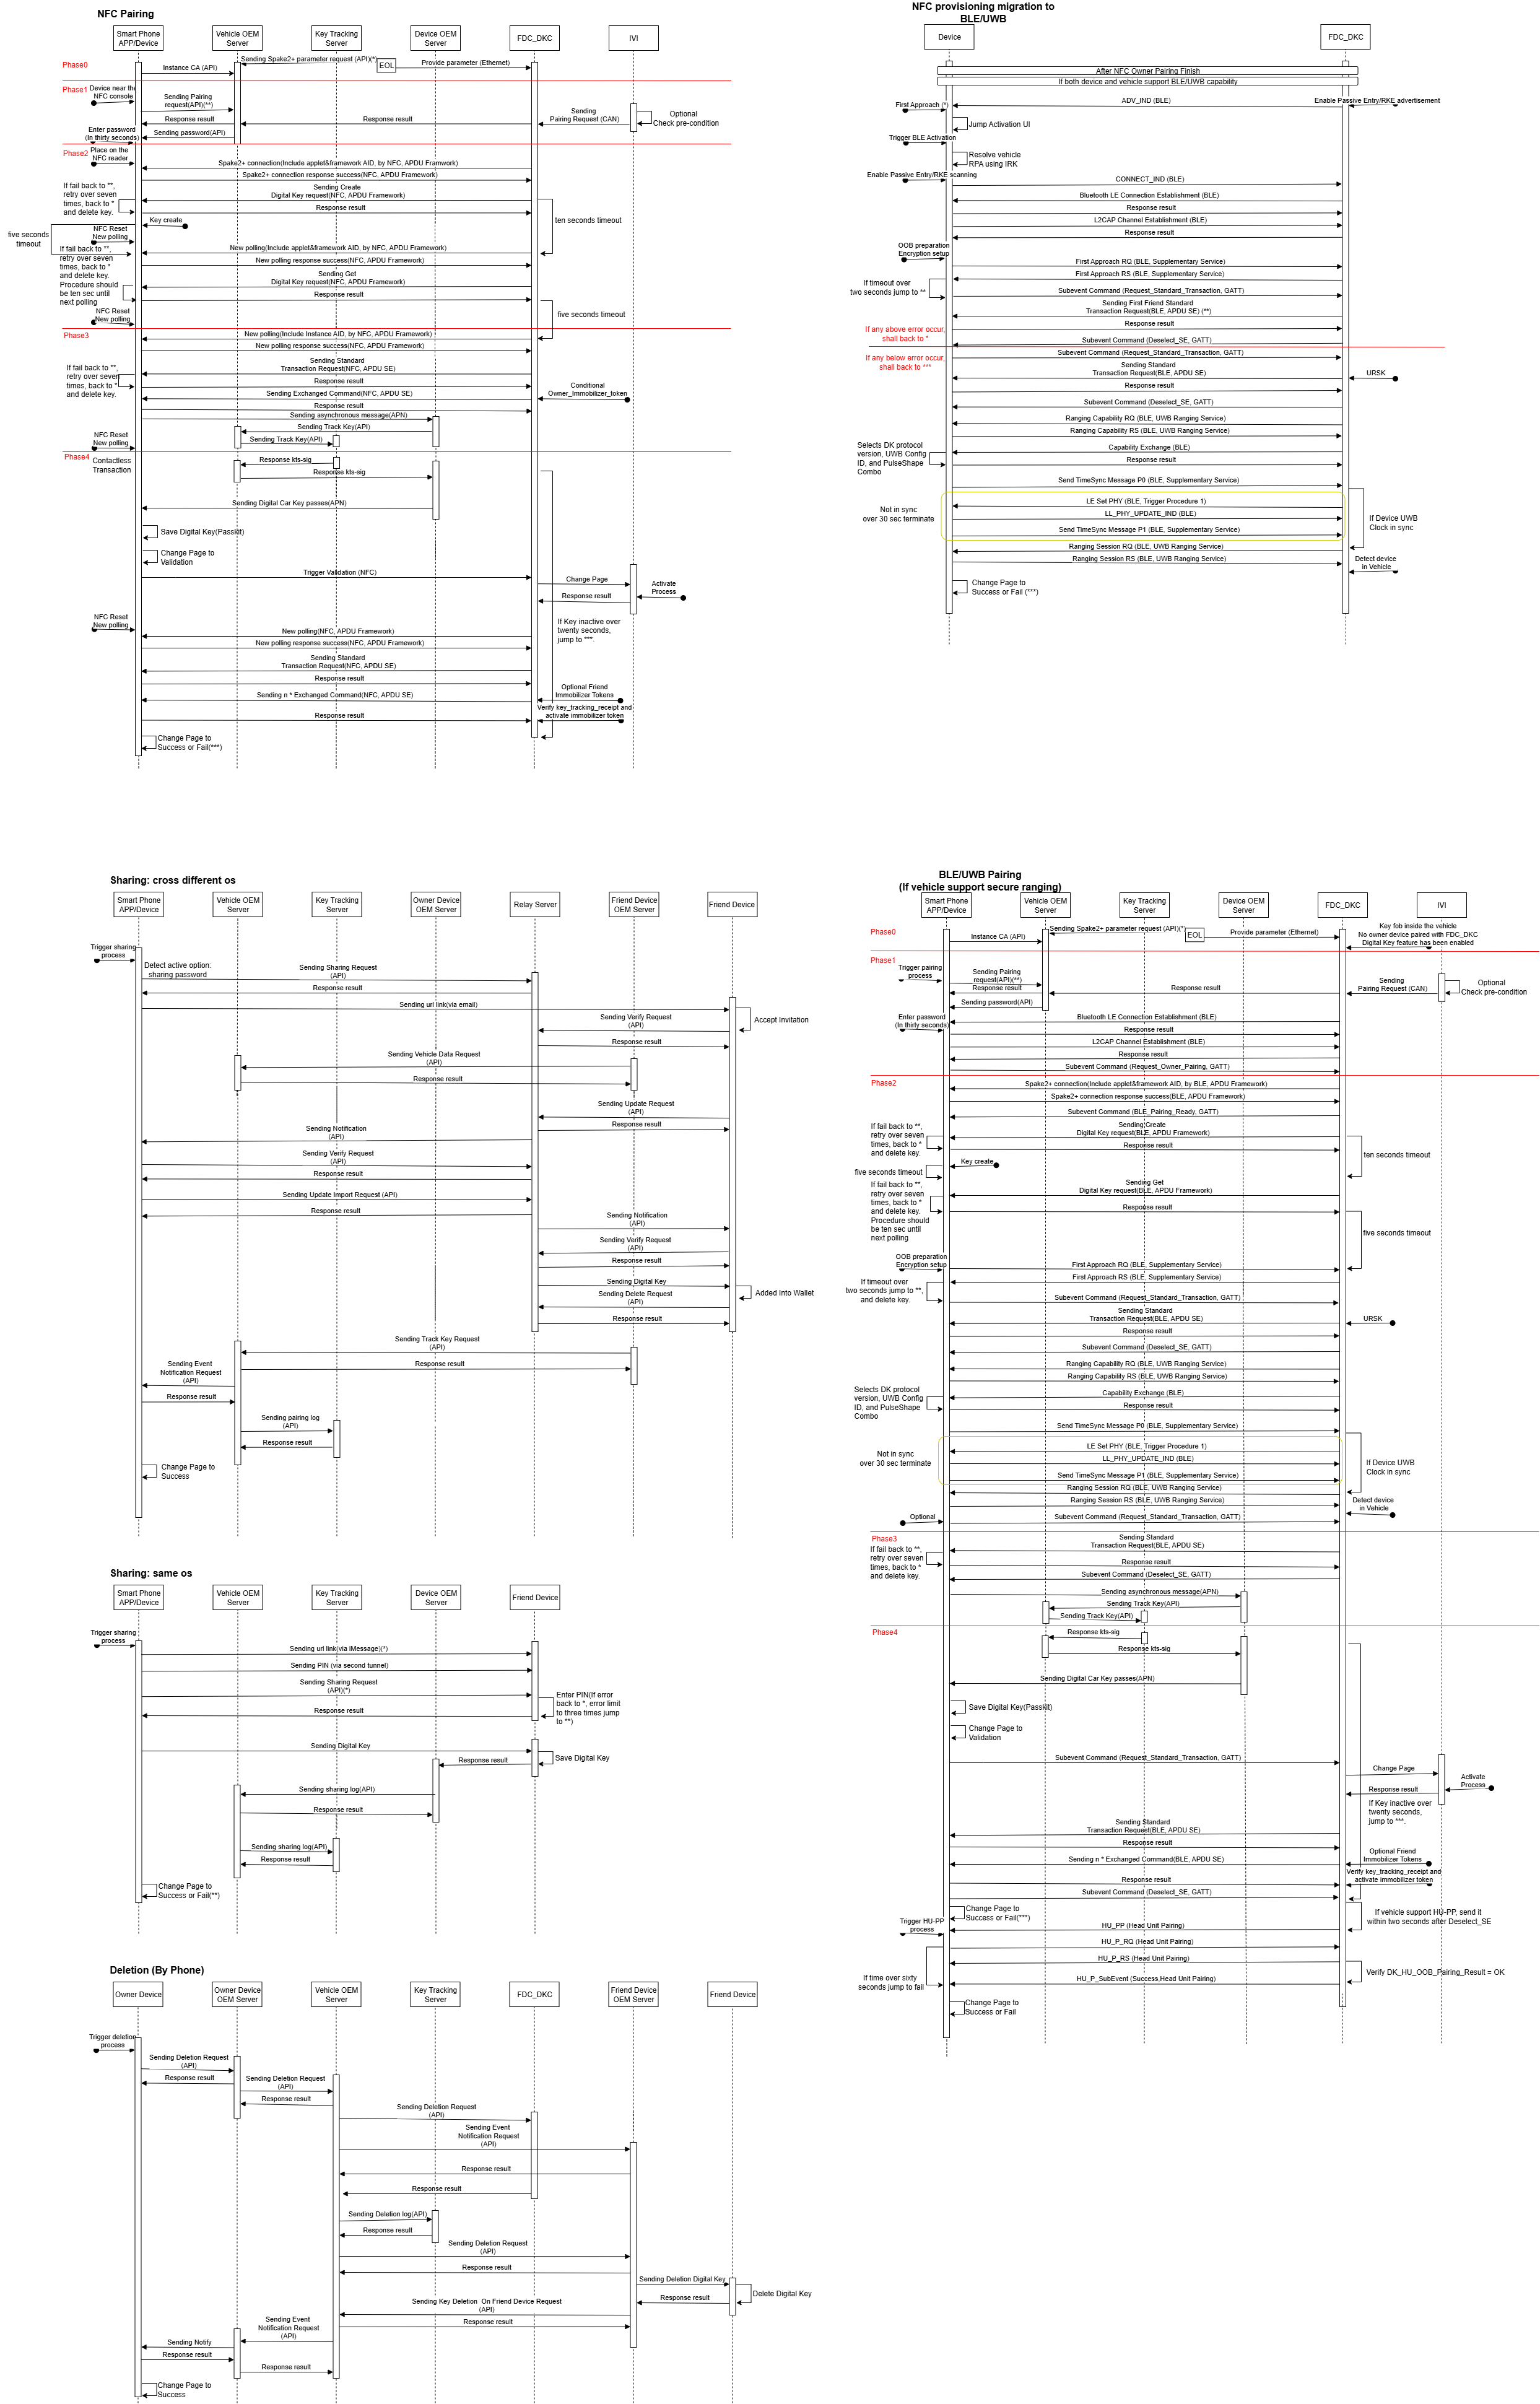 NFC Pairing
Smart Phone
APP/Device
Vehicle OEM
Server
Key Tracking
Server
Device OEM
Server
FDC_DKC
IVI
Phase0
Sending Spake2+ parameter request (API)(*)
EOL
Provide parameter (Ethernet)
Instance CA (API)
Phase1
Device near the
NFC console
Sending Pairing
request(API)(**)
Response result
Response result
Sending
Pairing Request (CAN)
Optional
Check pre-condition
Enter password
(In thirty seconds)
Sending password(API)
Phase2
Place on the
NFC reader
Spake2+ connection(Include applet&framework AID, by NFC, APDU Framwork)
Spake2+ connection response success(NFC, APDU Framework)
If fail back to **,
retry over seven
times, back to *
and delete key.
Sending Create
Digital Key request(NFC, APDU Framework)
Response result
ten seconds timeout
Key create
five seconds
timeout
NFC Reset
New polling
If fail back to **,
retry over seven
times, back to *
and delete key.
Procedure should
be ten sec until
next polling
New polling(Include applet&framework AID, by NFC, APDU Framework)
New polling response success(NFC, APDU Framework)
Sending Get
Digital Key request(NFC, APDU Framework)
Response result
five seconds timeout
NFC Reset
New polling
Phase3
New polling(Include Instance AID, by NFC, APDU Framework)
New polling response success(NFC, APDU Framework)
If fail back to **,
retry over seven
times, back to *
and delete key.
Sending Standard
Transaction Request(NFC, APDU SE)
Response result
Sending Exchanged Command(NFC, APDU SE)
Conditional
Owner_Immobilizer_token
Response result
Sending asynchronous message(APN)
Sending Track Key(API)
Sending Track Key(API)
NFC Reset
New polling
Phase4
Contactless
Transaction
Response kts-sig
Response kts-sig
Sending Digital Car Key passes(APN)
Save Digital Key(Passkit)
Change Page to
Validation
Trigger Validation (NFC)
Change Page
Response result
Activate
Process
NFC Reset
New polling
If Key inactive over
twenty seconds,
jump to ***.
New polling(NFC, APDU Framework)
New polling response success(NFC, APDU Framework)
Sending Standard
Transaction Request(NFC, APDU SE)
Response result
Sending n * Exchanged Command(NFC, APDU SE)
Optional Friend
Immobilizer Tokens
Verify key_tracking_receipt and
activate immobilizer token
Response result
Change Page to
Success or Fail(***)
NFC provisioning migration to
BLE/UWB
Device
FDC_DKC
After NFC Owner Pairing Finish
If both device and vehicle support BLE/UWB capability
ADV_IND (BLE)
Enable Passive Entry/RKE advertisement
First Approach (*)
Jump Activation UI
Trigger BLE Activation
Resolve vehicle
RPA using IRK
Enable Passive Entry/RKE scanning
CONNECT_IND (BLE)
Bluetooth LE Connection Establishment (BLE)
Response result
L2CAP Channel Establishment (BLE)
Response result
OOB preparation
Encryption setup
First Approach RQ (BLE, Supplementary Service)
First Approach RS (BLE, Supplementary Service)
If timeout over
two seconds jump to **
Subevent Command (Request_Standard_Transaction, GATT)
Sending First Friend Standard
Transaction Request(BLE, APDU SE) (**)
Response result
If any above error occur,
shall back to *
Subevent Command (Deselect_SE, GATT)
Subevent Command (Request_Standard_Transaction, GATT)
If any below error occur,
shall back to ***
Sending Standard
Transaction Request(BLE, APDU SE)
URSK
Response result
Subevent Command (Deselect_SE, GATT)
Ranging Capability RQ (BLE, UWB Ranging Service)
Ranging Capability RS (BLE, UWB Ranging Service)
Selects DK protocol
version, UWB Config
ID, and PulseShape
Combo
Capability Exchange (BLE)
Response result
Send TimeSync Message P0 (BLE, Supplementary Service)
Not in sync
over 30 sec terminate
LE Set PHY (BLE, Trigger Procedure 1)
LL_PHY_UPDATE_IND (BLE)
Send TimeSync Message P1 (BLE, Supplementary Service)
If Device UWB
Clock in sync
Ranging Session RQ (BLE, UWB Ranging Service)
Ranging Session RS (BLE, UWB Ranging Service)
Detect device
in Vehicle
Change Page to
Success or Fail (***)
Sharing: cross different os
Smart Phone
APP/Device
Vehicle OEM
Server
Key Tracking
Server
Owner Device
OEM Server
Relay Server
Friend Device
OEM Server
Friend Device
Trigger sharing
process
Detect active option:
sharing password
Sending Sharing Request
(API)
Response result
Sending url link(via email)
Accept Invitation
Sending Verify Request
(API)
Response result
Sending Vehicle Data Request
(API)
Response result
Sending Update Request
(API)
Response result
Sending Notification
(API)
Sending Verify Request
(API)
Response result
Sending Update Import Request (API)
Response result
Sending Notification
(API)
Sending Verify Request
(API)
Response result
Sending Digital Key
Added Into Wallet
Sending Delete Request
(API)
Response result
Sending Track Key Request
(API)
Response result
Sending Event
Notification Request
(API)
Response result
Sending pairing log
(API)
Response result
Change Page to
Success
Sharing: same os
Smart Phone
APP/Device
Vehicle OEM
Server
Key Tracking
Server
Device OEM
Server
Friend Device
Trigger sharing
process
Sending url link(via iMessage)(*)
Sending PIN (via second tunnel)
Sending Sharing Request
(API)(*)
Enter PIN(If error
back to *, error limit
to three times jump
to **)
Response result
Sending Digital Key
Save Digital Key
Response result
Sending sharing log(API)
Response result
Sending sharing log(API)
Response result
Change Page to
Success or Fail(**)
Deletion (By Phone)
Owner Device
Owner Device
OEM Server
Vehicle OEM
Server
Key Tracking
Server
FDC_DKC
Friend Device
OEM Server
Friend Device
Trigger deletion
process
Sending Deletion Request
(API)
Response result
Sending Deletion Request
(API)
Response result
Sending Deletion Request
(API)
Sending Event
Notification Request
(API)
Response result
Response result
Sending Deletion log(API)
Response result
Sending Deletion Request
(API)
Response result
Sending Deletion Digital Key
Delete Digital Key
Response result
Sending Key Deletion On Friend Device Request
(API)
Response result
Sending Event
Notification Request
(API)
Sending Notify
Response result
Response result
Change Page to
Success
BLE/UWB Pairing
(If vehicle support secure ranging)
Smart Phone
APP/Device
Vehicle OEM
Server
Key Tracking
Server
Device OEM
Server
FDC_DKC
IVI
Phase0
Sending Spake2+ parameter request (API)(*)
EOL
Provide parameter (Ethernet)
Key fob inside the vehicle
No owner device paired with FDC_DKC
Digital Key feature has been enabled
Instance CA (API)
Phase1
Trigger pairing
process
Sending Pairing
request(API)(**)
Response result
Response result
Sending
Pairing Request (CAN)
Optional
Check pre-condition
Sending password(API)
Enter password
(In thirty seconds)
Bluetooth LE Connection Establishment (BLE)
Response result
L2CAP Channel Establishment (BLE)
Response result
Subevent Command (Request_Owner_Pairing, GATT)
Phase2
Spake2+ connection(Include applet&framework AID, by BLE, APDU Framework)
Spake2+ connection response success(BLE, APDU Framework)
Subevent Command (BLE_Pairing_Ready, GATT)
If fail back to **,
retry over seven
times, back to *
and delete key.
Sending Create
Digital Key request(BLE, APDU Framework)
Response result
ten seconds timeout
Key create
five seconds timeout
If fail back to **,
retry over seven
times, back to *
and delete key.
Procedure should
be ten sec until
next polling
Sending Get
Digital Key request(BLE, APDU Framework)
Response result
five seconds timeout
OOB preparation
Encryption setup
First Approach RQ (BLE, Supplementary Service)
First Approach RS (BLE, Supplementary Service)
If timeout over
two seconds jump to **,
and delete key.
Subevent Command (Request_Standard_Transaction, GATT)
Sending Standard
Transaction Request(BLE, APDU SE)
URSK
Response result
Subevent Command (Deselect_SE, GATT)
Ranging Capability RQ (BLE, UWB Ranging Service)
Ranging Capability RS (BLE, UWB Ranging Service)
Selects DK protocol
version, UWB Config
ID, and PulseShape
Combo
Capability Exchange (BLE)
Response result
Send TimeSync Message P0 (BLE, Supplementary Service)
Not in sync
over 30 sec terminate
LE Set PHY (BLE, Trigger Procedure 1)
LL_PHY_UPDATE_IND (BLE)
Send TimeSync Message P1 (BLE, Supplementary Service)
If Device UWB
Clock in sync
Ranging Session RQ (BLE, UWB Ranging Service)
Ranging Session RS (BLE, UWB Ranging Service)
Detect device
in Vehicle
Optional
Subevent Command (Request_Standard_Transaction, GATT)
Phase3
If fail back to **,
retry over seven
times, back to *
and delete key.
Sending Standard
Transaction Request(BLE, APDU SE)
Response result
Subevent Command (Deselect_SE, GATT)
Sending asynchronous message(APN)
Sending Track Key(API)
Sending Track Key(API)
Phase4
Response kts-sig
Response kts-sig
Sending Digital Car Key passes(APN)
Save Digital Key(Passkit)
Change Page to
Validation
Subevent Command (Request_Standard_Transaction, GATT)
Change Page
Response result
Activate
Process
If Key inactive over
twenty seconds,
jump to ***.
Sending Standard
Transaction Request(BLE, APDU SE)
Response result
Sending n * Exchanged Command(BLE, APDU SE)
Optional Friend
Immobilizer Tokens
Verify key_tracking_receipt and
activate immobilizer token
Response result
Subevent Command (Deselect_SE, GATT)
Change Page to
Success or Fail(***)
If vehicle support HU-PP, send it
within two seconds after Deselect_SE
Trigger HU-PP
process
HU_PP (Head Unit Pairing)
HU_P_RQ (Head Unit Pairing)
HU_P_RS (Head Unit Pairing)
Verify DK_HU_OOB_Pairing_Result = OK
If time over sixty
seconds jump to fail
HU_P_SubEvent (Success,Head Unit Pairing)
Change Page to
Success or Fail